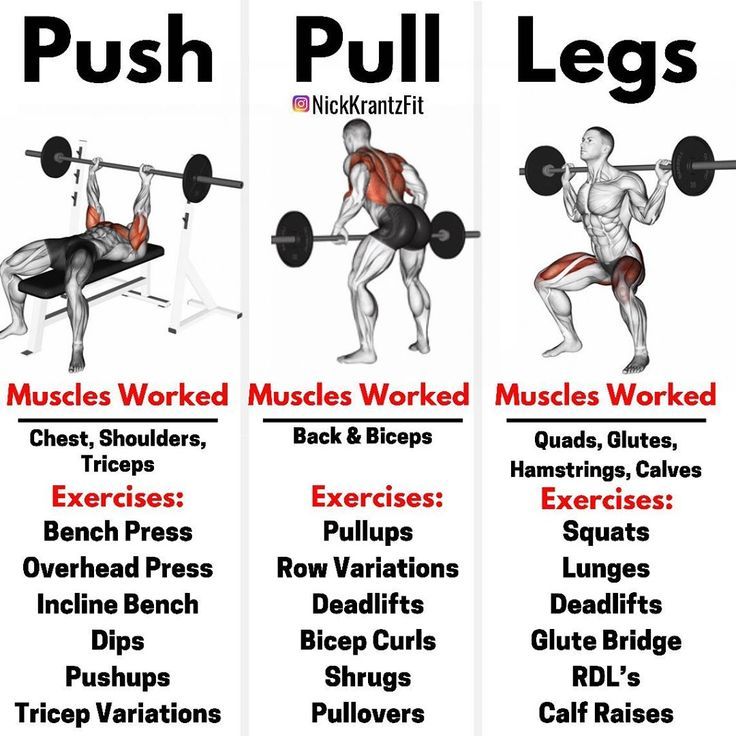 Push
Muscles Worked
Chest, Shoulders,
Triceps
Exercises:
Bench Press
Overhead Press
Incline Bench
Dips
Pushups
Tricep Variations
Pull
NickKrantzFit
Muscles Worked
Back & Biceps
Exercises:
Pullups
Row Variations
Deadlifts
Bicep Curls
Shrugs
Pullovers
Legs
Muscles Worked
Quads, Glutes,
Hamstrings, Calves
Exercises:
Squats
Lunges
Deadlifts
Glute Bridge
RDL’s
Calf Raises